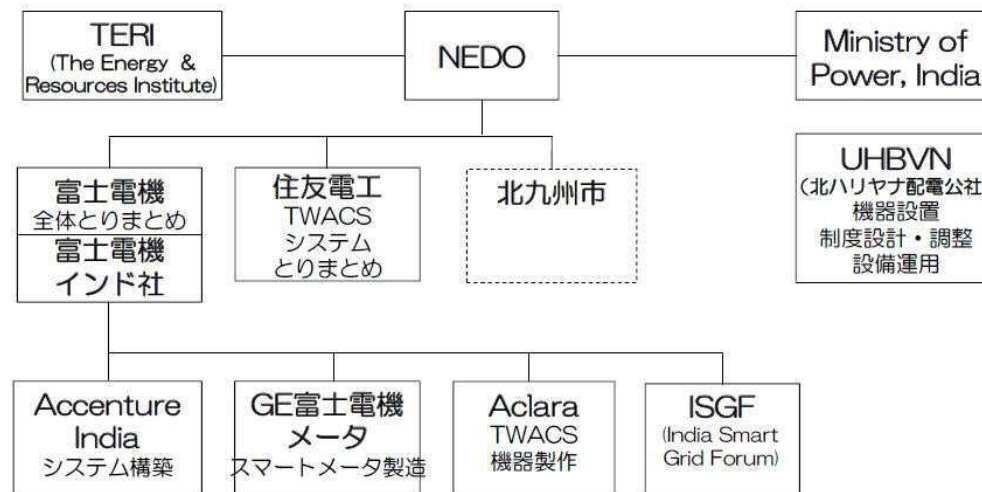 TERI
(The Energy &
Resources Institute)
NEDO
Ministry of
Power, India
富士電機
全体とりまとめ
富士電機
インド社
住友電工
TWACS
システム
とりまとめ
北九州市
UHBVN
(北ハリヤナ配電公社
機器設置
制度設計・調整
設備運用
Accenture
India
システム構築
GE富士電機
メータ
スマートメータ製造
Aclara
TWACS
機器製作
ISGF
(India Smart
Grid Forum)